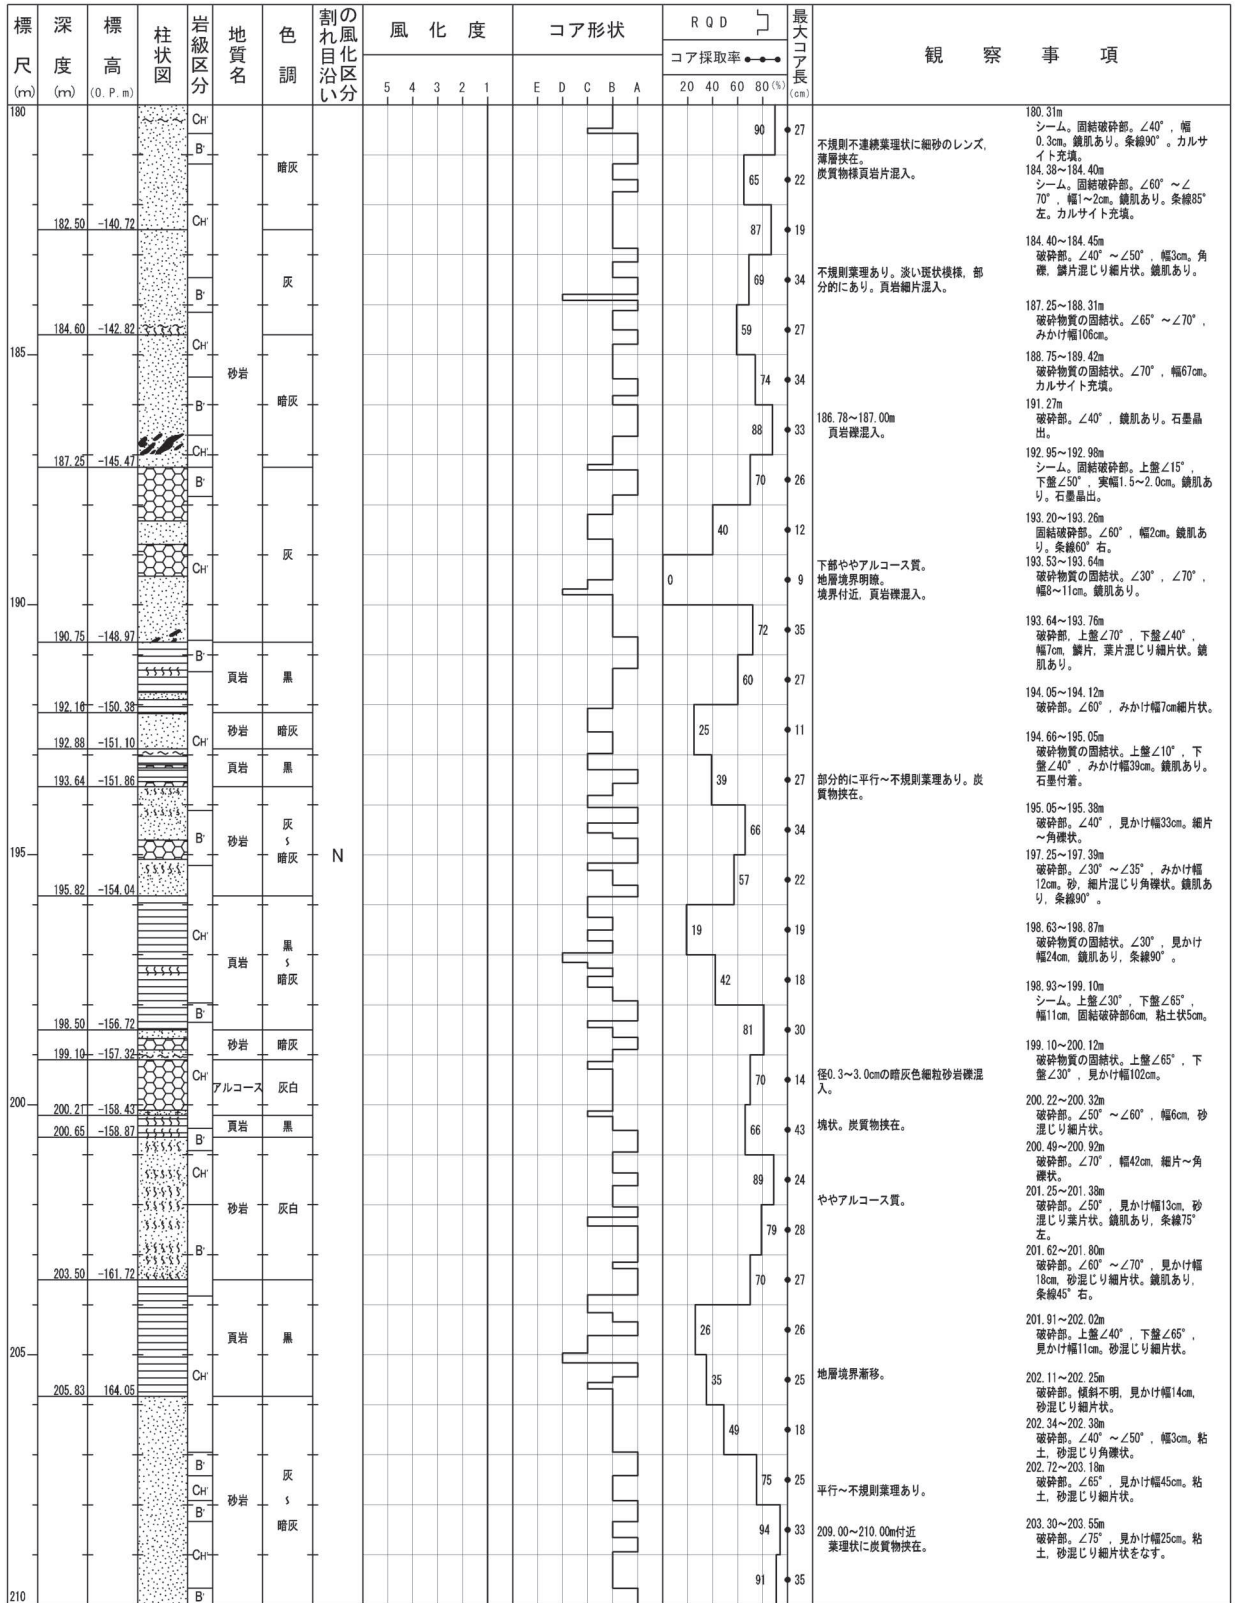 標尺(m)
深度(m)
標高(O.P.m)
柱状図
岩級区分
地質名
色調
割れ目沿いの風化区分
風化度
5 4 3 2 1
コア形状
E D C B A
RQD
コア採取率
20 40 60 80 (%)
最大コア長(cm)
観察事項
180
185
190
195
200
205
210
182.50 -140.72
184.60 -142.82
187.25 -145.47
190.75 -148.97
192.16 -150.38
192.88 -151.10
193.64 -151.86
195.82 -154.04
198.50 -156.72
199.10 -157.32
200.21 -158.43
200.65 -158.87
203.50 -161.72
205.83 164.05
CH'
B'
CH'
B'
CH'
B'
CH'
B'
CH'
B'
CH'
B'
CH'
B'
CH'
B'
CH'
B'
CH'
B'
CH'
B'
CH'
B'
砂岩
頁岩
砂岩
頁岩
砂岩
頁岩
砂岩
アルコース
頁岩
砂岩
頁岩
砂岩
暗灰
灰
暗灰
灰
黒
暗灰
黒
灰
～
暗灰
黒
～
暗灰
暗灰
灰白
黒
灰白
黒
灰
～
暗灰
N
90 27
65 22
87 19
69 34
59 27
74 34
88 33
70 26
40 12
0 9
72 35
60 27
25 11
39 27
66 34
57 22
19 19
42 18
81 30
70 14
66 43
89 24
79 28
70 27
26 26
35 25
49 18
75 25
94 33
91 35
不規則不連続葉理状に細砂のレンズ,
薄層挟在。
炭質物様頁岩片混入。
不規則葉理あり。淡い斑状模様, 部
分的にあり。頁岩細片混入。
186.78～187.00m
頁岩礫混入。
下部ややアルコース質。
地層境界明瞭。
境界付近, 頁岩礫混入。
部分的に平行～不規則葉理あり。炭
質物挟在。
径0.3～3.0cmの暗灰色細粒砂岩礫混
入。
塊状。炭質物挟在。
ややアルコース質。
地層境界漸移。
平行～不規則葉理あり。
209.00～210.00m付近
葉理状に炭質物挟在。
180.31m
シーム。固結破砕部。∠40°, 幅
0.3cm。鏡肌あり。条線90°。カルサ
イト充填。
184.38～184.40m
シーム。固結破砕部。∠60°～∠
70°, 幅1～2cm。鏡肌あり。条線85°
左。カルサイト充填。
184.40～184.45m
破砕部。∠40°～∠50°, 幅3cm。角
礫, 鱗片混じり細片状。鏡肌あり。
187.25～188.31m
破砕物質の固結状。∠65°～∠70°,
みかけ幅106cm。
188.75～189.42m
破砕物質の固結状。∠70°, 幅67cm。
カルサイト充填。
191.27m
破砕部。∠40°, 鏡肌あり。石墨晶
出。
192.95～192.98m
シーム。固結破砕部。上盤∠15°,
下盤∠50°, 実幅1.5～2.0cm。鏡肌あ
り。石墨晶出。
193.20～193.26m
固結破砕部。∠60°, 幅2cm。鏡肌あ
り。条線60°右。
193.53～193.64m
破砕物質の固結状。∠30°, ∠70°,
幅8～11cm。鏡肌あり。
193.64～193.76m
破砕部, 上盤∠70°, 下盤∠40°,
幅7cm, 鱗片, 葉片混じり細片状。鏡
肌あり。
194.05～194.12m
破砕部。∠60°, みかけ幅7cm細片状。
194.66～195.05m
破砕物質の固結状。上盤∠10°, 下
盤∠40°, みかけ幅39cm。鏡肌あり。
石墨付着。
195.05～195.38m
破砕部。∠40°, 見かけ幅33cm。細片
～角礫状。
197.25～197.39m
破砕部。∠30°～∠35°, みかけ幅
12cm。砂, 細片混じり角礫状。鏡肌あ
り, 条線90°。
198.63～198.87m
破砕物質の固結状。∠30°, 見かけ
幅24cm, 鏡肌あり, 条線90°。
198.93～199.10m
シーム。上盤∠30°, 下盤∠65°,
幅11cm, 固結破砕部6cm, 粘土状5cm。
199.10～200.12m
破砕物質の固結状。上盤∠65°, 下
盤∠30°, 見かけ幅102cm。
200.22～200.32m
破砕部。∠50°～∠60°, 幅6cm, 砂
混じり細片状。
200.49～200.92m
破砕部。∠70°, 幅42cm, 細片～角
礫状。
201.25～201.38m
破砕部。∠50°, 見かけ幅13cm, 砂
混じり葉片状。鏡肌あり, 条線75°
左。
201.62～201.80m
破砕部。∠60°～∠70°, 見かけ幅
18cm, 砂混じり細片状。鏡肌あり,
条線45°右。
201.91～202.02m
破砕部。上盤∠40°, 下盤∠65°,
見かけ幅11cm。砂混じり細片状。
202.11～202.25m
破砕部。傾斜不明, 見かけ幅14cm,
砂混じり細片状。
202.34～202.38m
破砕部。∠40°～∠50°, 幅3cm。粘
土, 砂混じり角礫状。
202.72～203.18m
破砕部。∠65°, 見かけ幅45cm。粘
土, 砂混じり細片状。
203.30～203.55m
破砕部。∠75°, 見かけ幅25cm。粘
土, 砂混じり細片状をなす。